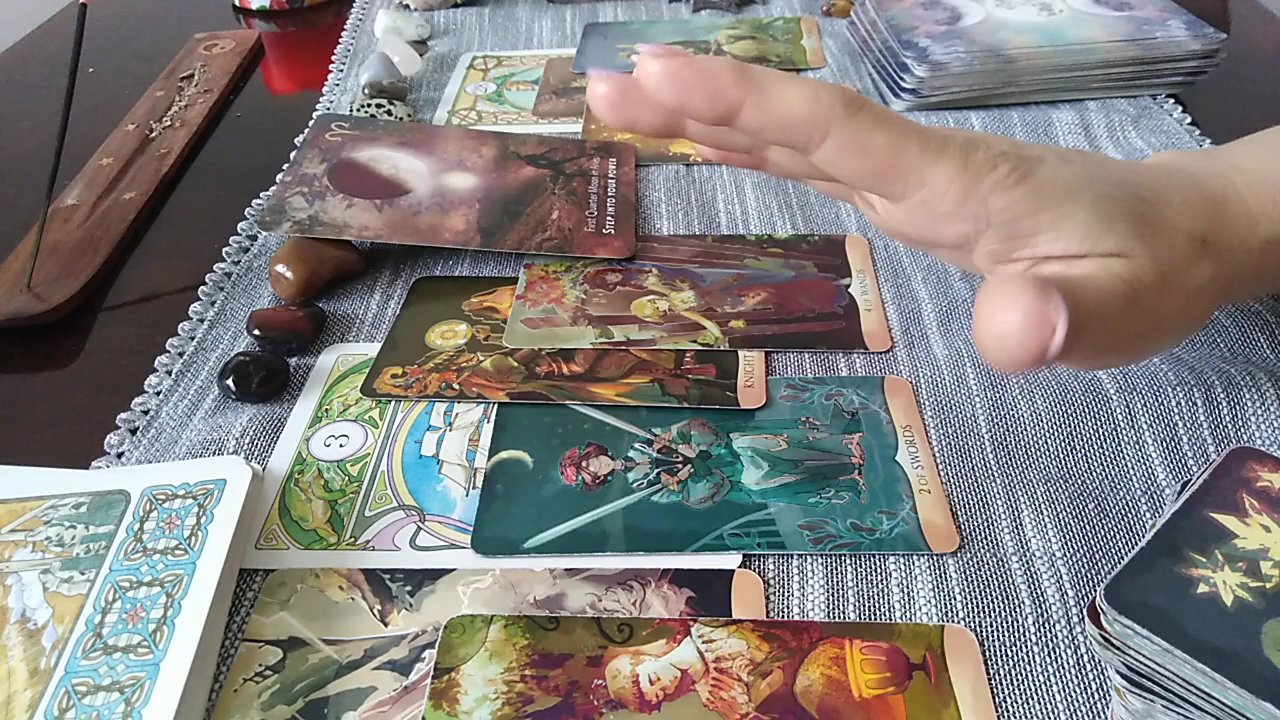 First Quarter Moon in Aries
STEP INTO YOUR POWER
4 OF WANDS
KNIGHT
3
2 OF SWORDS